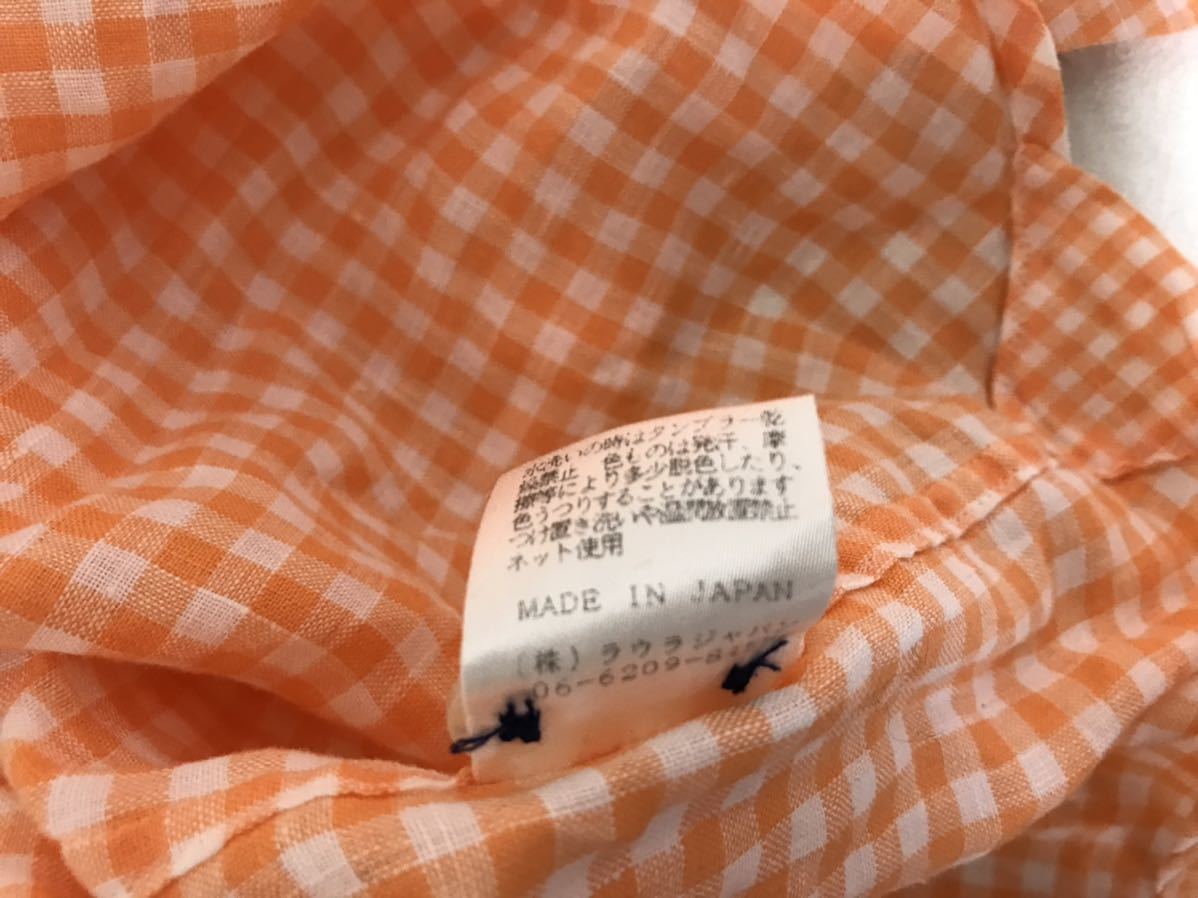 水洗いの時はタンブラー乾
燥禁止 色ものは発汗、摩
擦等により多少脱色したり、
色うつりすることがあります
つけ置き洗いや湿潤放置禁止
ネット使用
MADE IN JAPAN
(株)ラウラジャパン
06-6209-